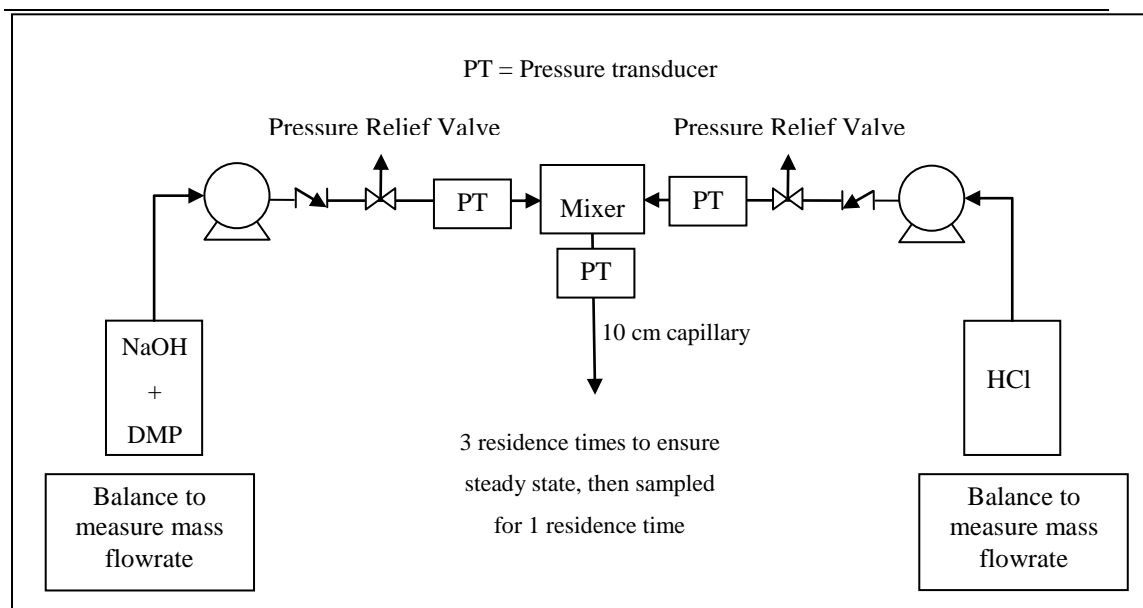 PT = Pressure transducer
Pressure Relief Valve
Pressure Relief Valve
PT
Mixer
PT
PT
10 cm capillary
NaOH
+
DMP
HCl
3 residence times to ensure
steady state, then sampled
for 1 residence time
Balance to
measure mass
flowrate
Balance to
measure mass
flowrate